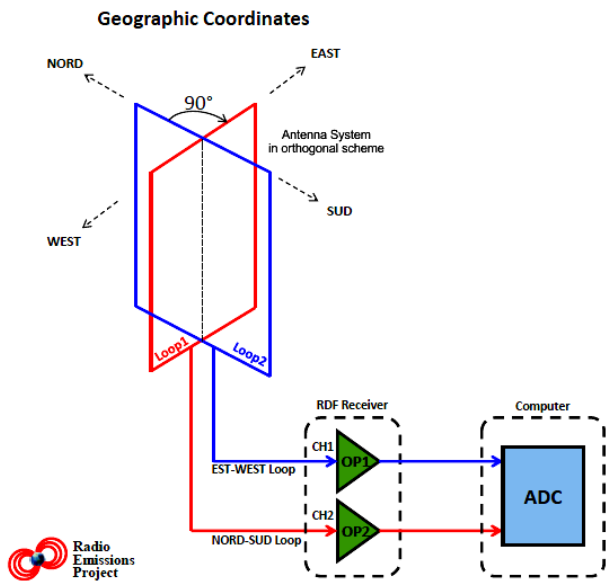 Geographic Coordinates
NORD
EAST
90°
Antenna System
in orthogonal scheme
SUD
WEST
Loop1
Loop2
RDF Receiver
Computer
CH1
OP1
EST-WEST Loop
ADC
CH2
OP2
NORD-SUD Loop
Radio
Emissions
Project